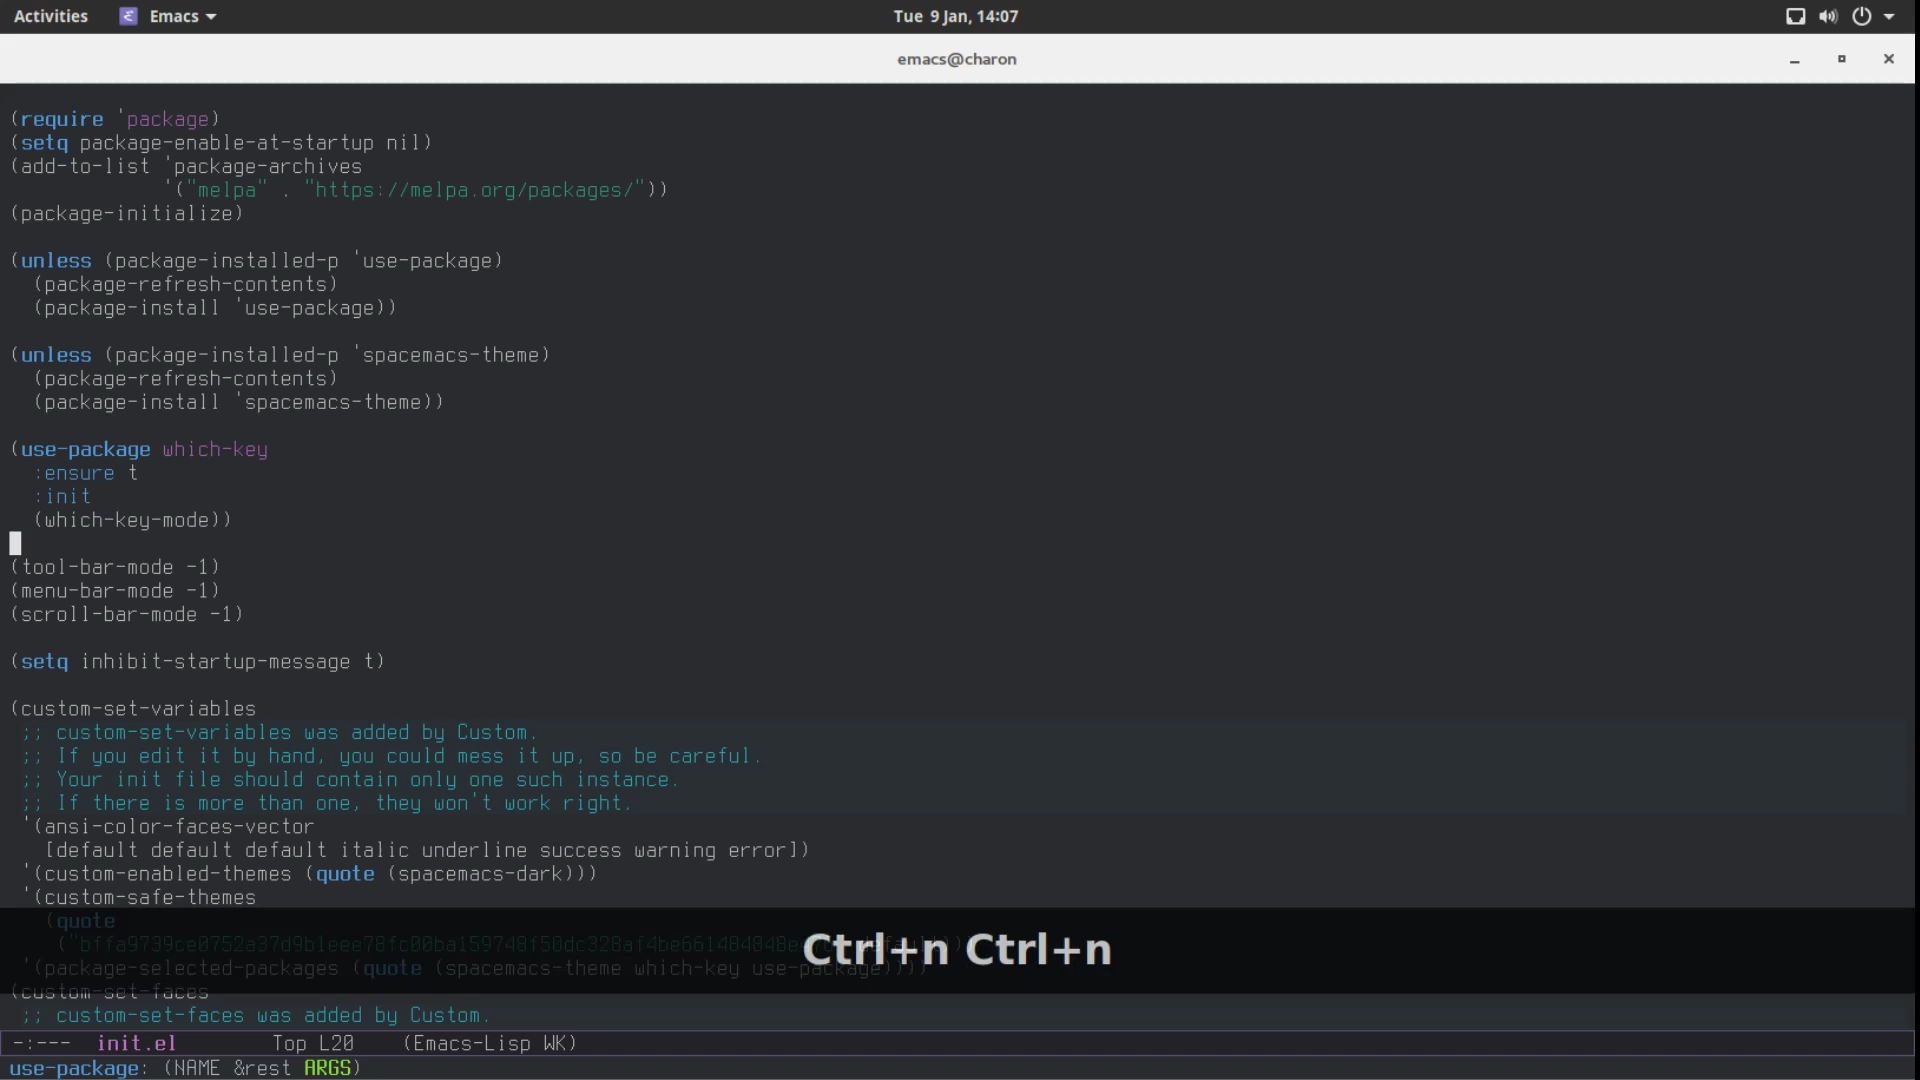 Activities Emacs Tue 9 Jan, 14:07
emacs@charon
(require 'package)
(setq package-enable-at-startup nil)
(add-to-list 'package-archives
'("melpa" . "https://melpa.org/packages/"))
(package-initialize)
(unless (package-installed-p 'use-package)
(package-refresh-contents)
(package-install 'use-package))
(unless (package-installed-p 'spacemacs-theme)
(package-refresh-contents)
(package-install 'spacemacs-theme))
(use-package which-key
:ensure t
:init
(which-key-mode))
(tool-bar-mode -1)
(menu-bar-mode -1)
(scroll-bar-mode -1)
(setq inhibit-startup-message t)
(custom-set-variables
;; custom-set-variables was added by Custom.
;; If you edit it by hand, you could mess it up, so be careful.
;; Your init file should contain only one such instance.
;; If there is more than one, they won't work right.
'(ansi-color-faces-vector
[default default default italic underline success warning error])
'(custom-enabled-themes (quote (spacemacs-dark)))
'(custom-safe-themes
(quote
Ctrl+n Ctrl+n
'(package-selected-packages (quote (spacemacs-theme which-key use-package))))
(custom-set-faces
;; custom-set-faces was added by Custom.
-:--- init.el Top L20 (Emacs-Lisp WK)
use-package: (NAME &rest ARGS)